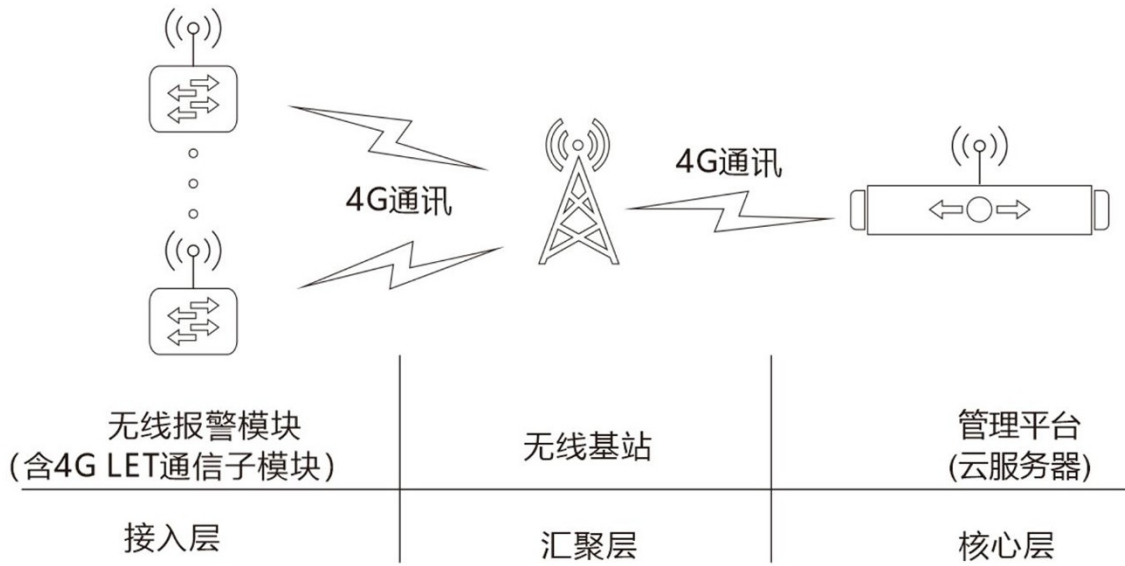 4G通讯
4G通讯
无线报警模块
(含4G LET通信子模块)
无线基站
管理平台
(云服务器)
接入层
汇聚层
核心层